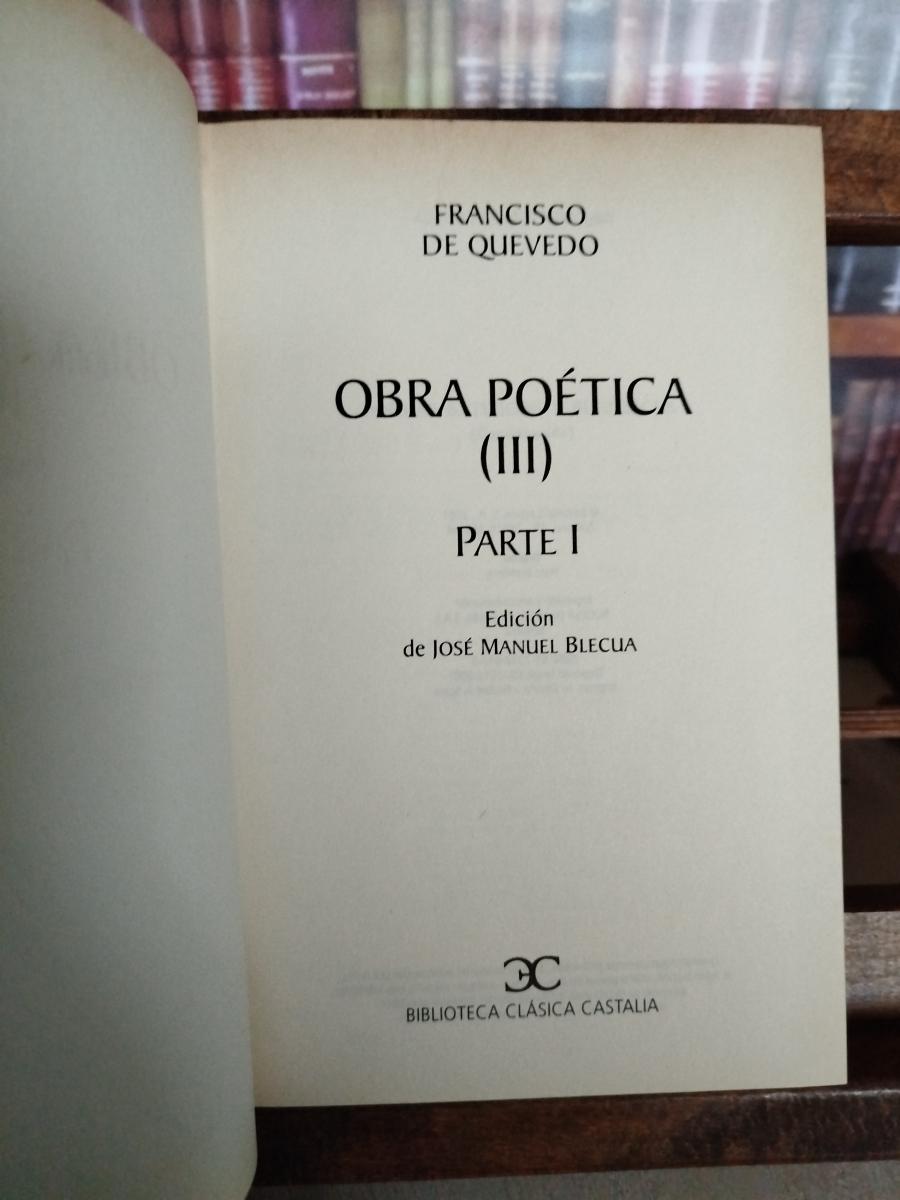 FRANCISCO
DE QUEVEDO
OBRA POÉTICA
(III)
PARTE I
Edición
de JOSÉ MANUEL BLECUA
BIBLIOTECA CLÁSICA CASTALIA